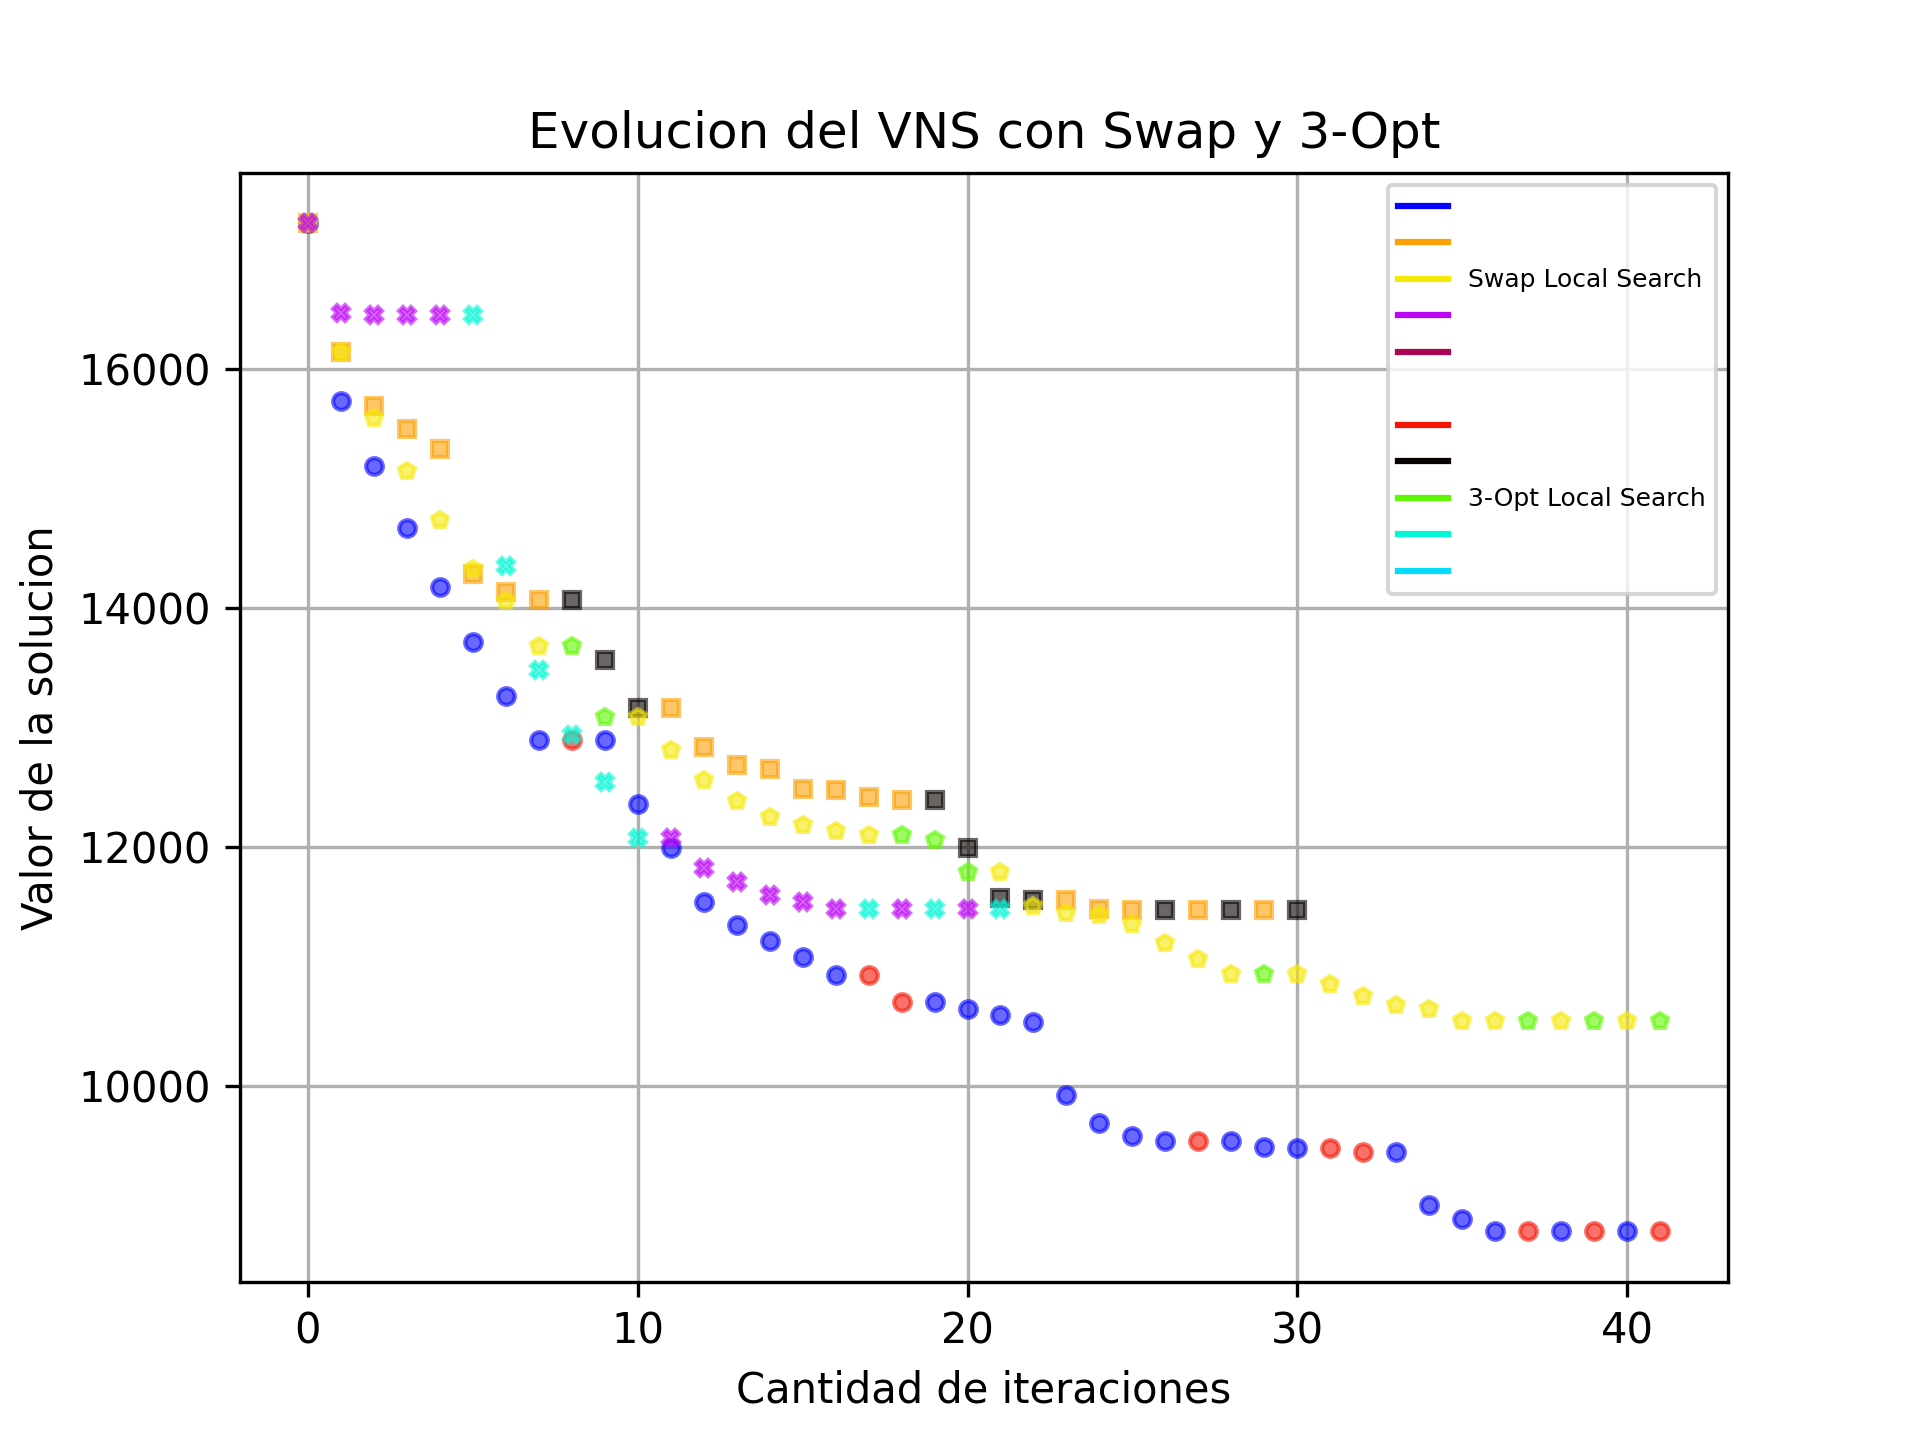 Evolucion del VNS con Swap y 3-Opt
Valor de la solucion
16000
14000
12000
10000
Swap Local Search
3-Opt Local Search
0 10 20 30 40
Cantidad de iteraciones